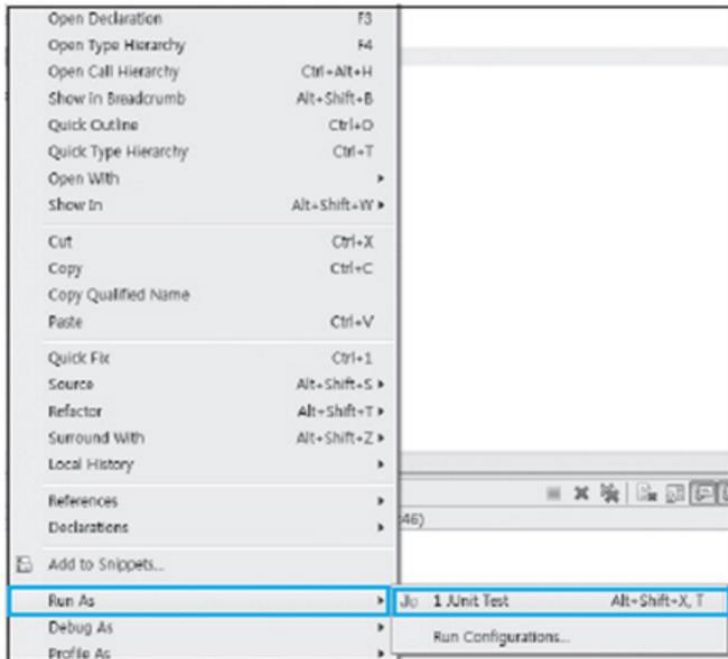 Open Declaration F3
Open Type Hierarchy F4
Open Call Hierarchy Ctrl+Alt+H
Show in Breadcrumb Alt+Shift+B
Quick Outline Ctrl+O
Quick Type Hierarchy Ctrl+T
Open With
Show In Alt+Shift+W
Cut Ctrl+X
Copy Ctrl+C
Copy Qualified Name
Paste Ctrl+V
Quick Fix Ctrl+1
Source Alt+Shift+S
Refactor Alt+Shift+T
Surround With Alt+Shift+Z
Local History
References
46)
Declarations
Add to Snippets...
Run As
Ju 1 JUnit Test Alt+Shift+X, T
Debug As
Run Configurations...
Profile As